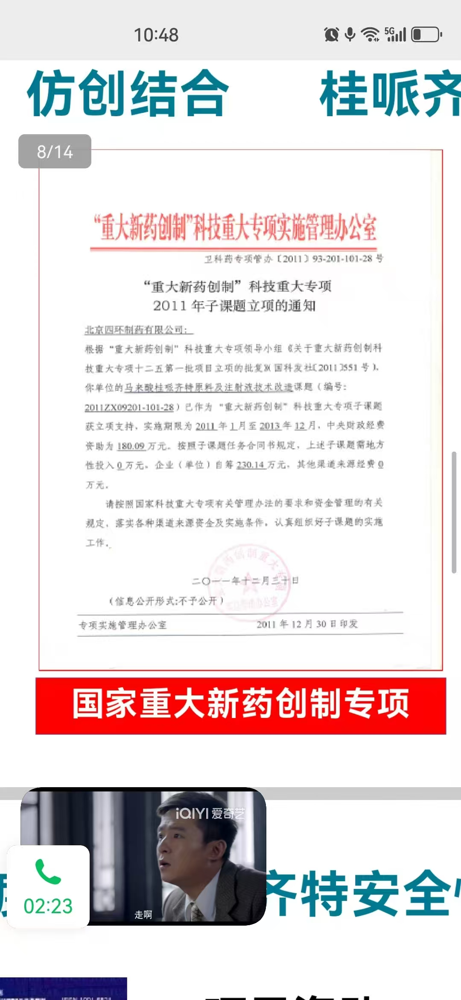 10:48
5G
仿创结合 桂哌齐
8/14
“重大新药创制”科技重大专项实施管理办公室
卫科药专项管办〔2011〕93-201-101-28 号
“重大新药创制”科技重大专项
2011 年子课题立项的通知
北京四环制药有限公司：
根据“重大新药创制”科技重大专项领导小组《关于重大新药创制科
技重大专项十二五第一批项目立项的批复》(国科发社〔2011〕551 号)，
你单位的马来酸桂哌齐特原料及注射液技术改造课题（编号：
2011ZX09201-101-28）已作为“重大新药创制”科技重大专项子课题
获立项支持，实施期限为 2011 年 1 月至 2013 年 12 月，中央财政经费
资助为 180.09 万元。按照子课题任务合同书规定，上述子课题需地方
性投入 0 万元，企业（单位）自筹 230.14 万元，其他渠道来源经费 0
万元。
请按照国家科技重大专项有关管理办法的要求和资金管理的有关
规定，落实各种渠道来源资金及实施条件，认真组织好子课题的实施
工作。
二〇一一年十二月三十日
（信息公开形式:不予公开）
专项实施管理办公室 2011 年 12 月 30 日印发
国家重大新药创制专项
iQIYI 爱奇艺
走啊
02:23
齐特安全